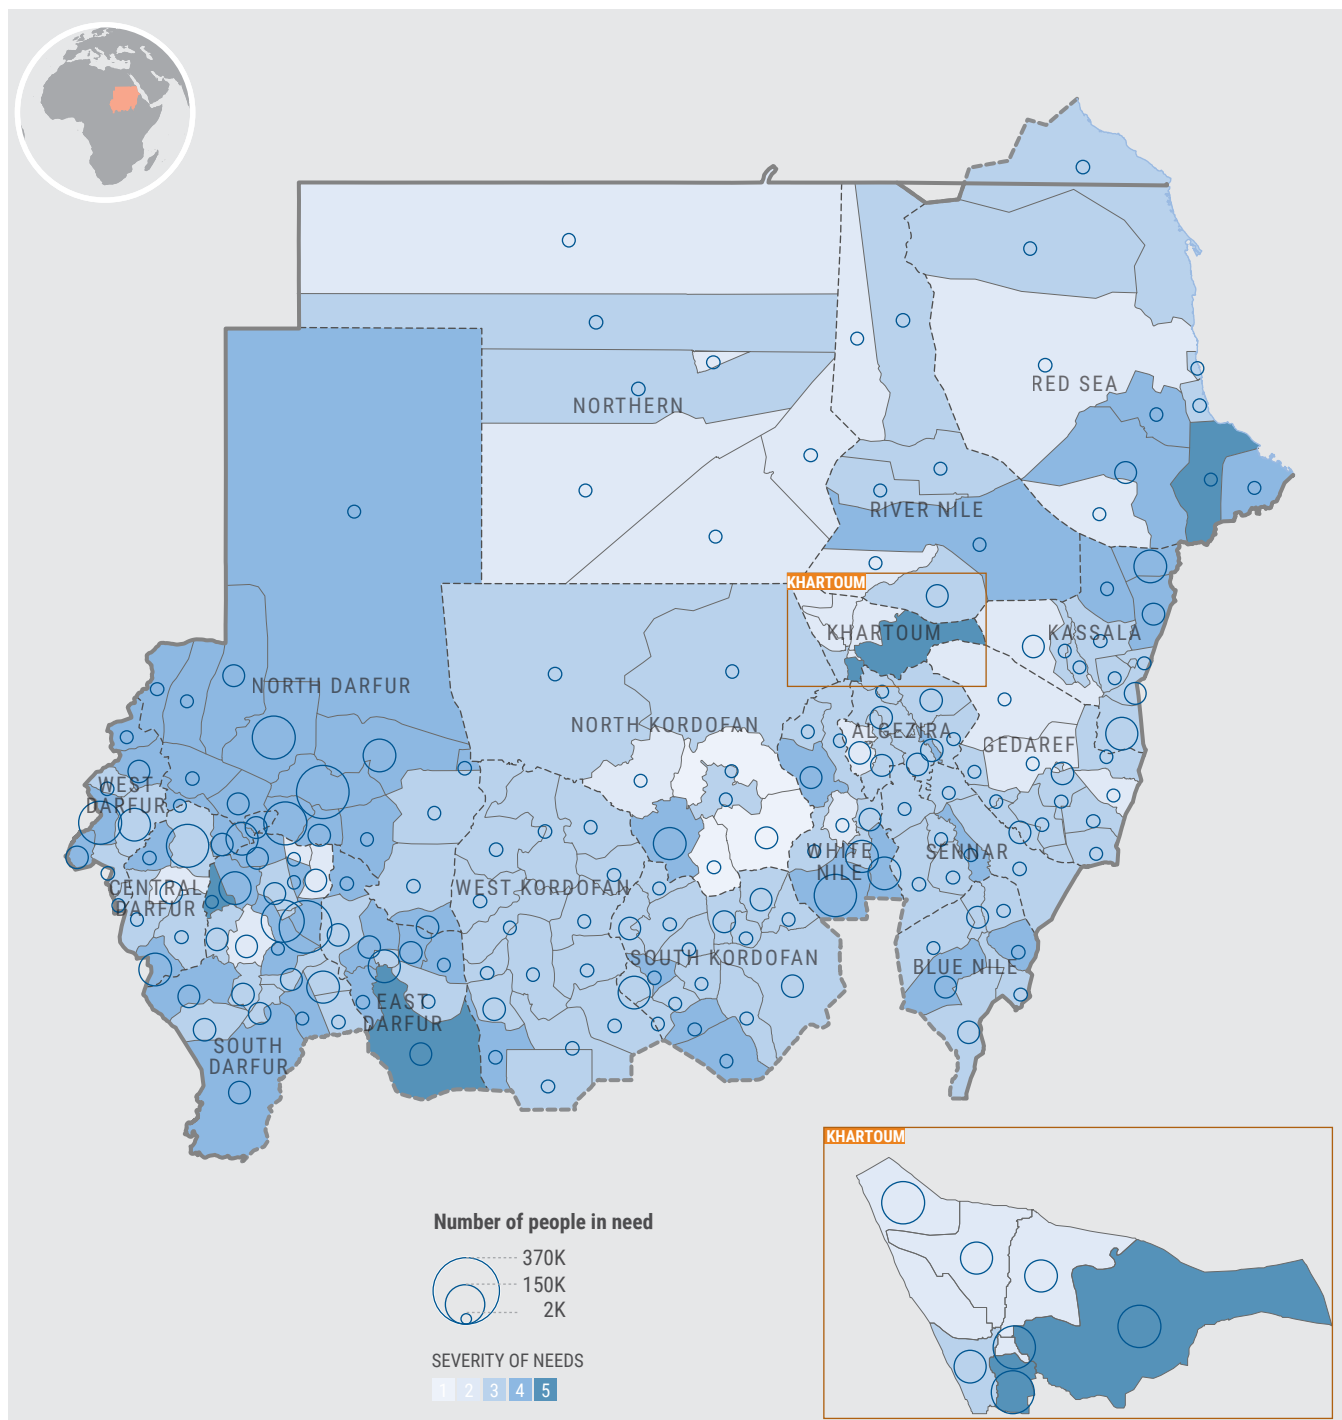 RED SEA
NORTHERN
RIVER NILE
KHARTOUM
KHARTOUM
KASSALA
NORTH DARFUR
NORTH KORDOFAN
ALGEZIRA
GEDAREF
WEST
DARFUR
WHITE
NILE
SENNAR
CENTRAL
DARFUR
WEST KORDOFAN
SOUTH KORDOFAN
BLUE NILE
EAST
DARFUR
SOUTH
DARFUR
KHARTOUM
Number of people in need
370K
150K
2K
SEVERITY OF NEEDS
1 2 3 4 5